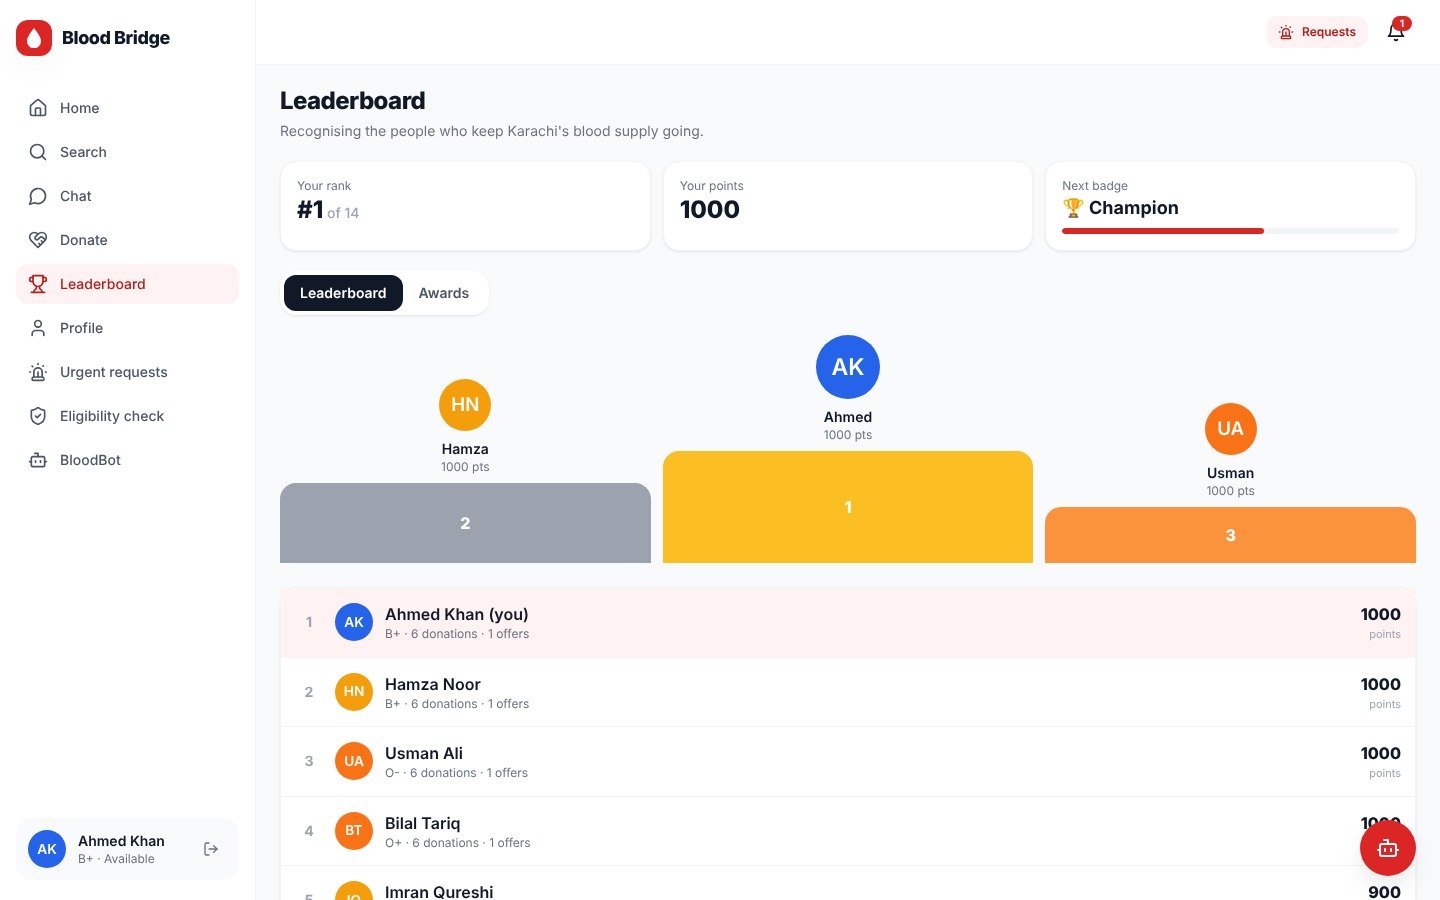 Blood Bridge
Requests
1
Home
Search
Chat
Donate
Leaderboard
Profile
Urgent requests
Eligibility check
BloodBot
AK
Ahmed Khan
B+ · Available
Leaderboard
Recognising the people who keep Karachi's blood supply going.
Your rank
#1 of 14
Your points
1000
Next badge
🏆 Champion
Leaderboard
Awards
HN
Hamza
1000 pts
2
AK
Ahmed
1000 pts
1
UA
Usman
1000 pts
3
1 AK Ahmed Khan (you) 1000
B+ · 6 donations · 1 offers points
2 HN Hamza Noor 1000
B+ · 6 donations · 1 offers points
3 UA Usman Ali 1000
O- · 6 donations · 1 offers points
4 BT Bilal Tariq
O+ · 6 donations · 1 offers
Imran Qureshi 900